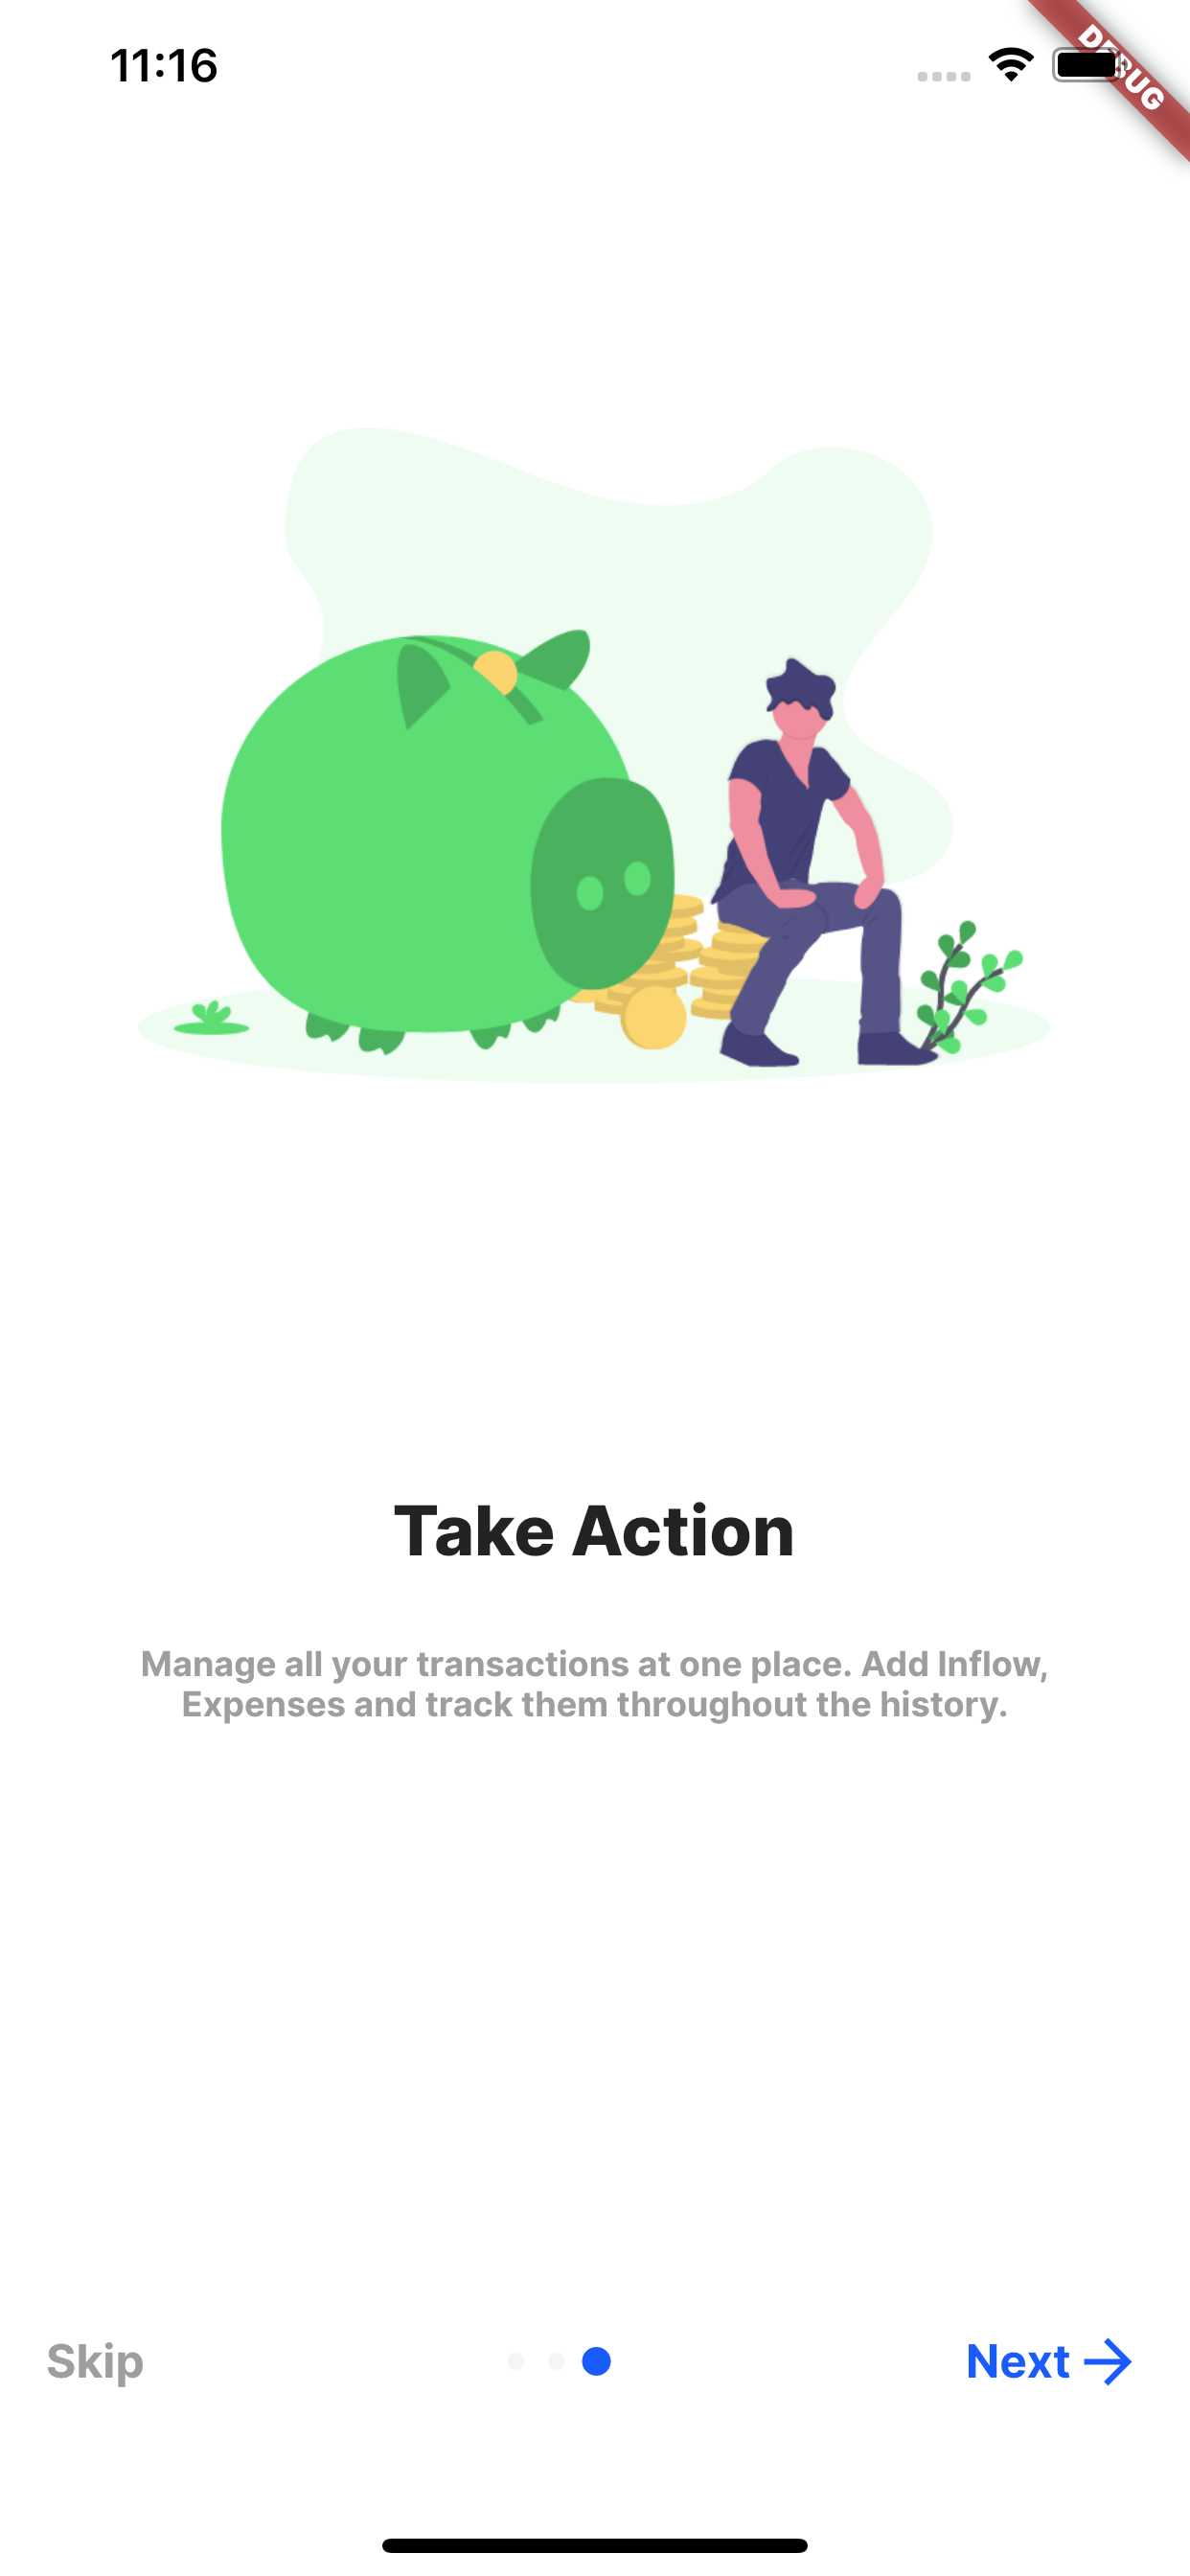 11:16
DEBUG
Take Action
Manage all your transactions at one place. Add Inflow,
Expenses and track them throughout the history.
Skip
Next